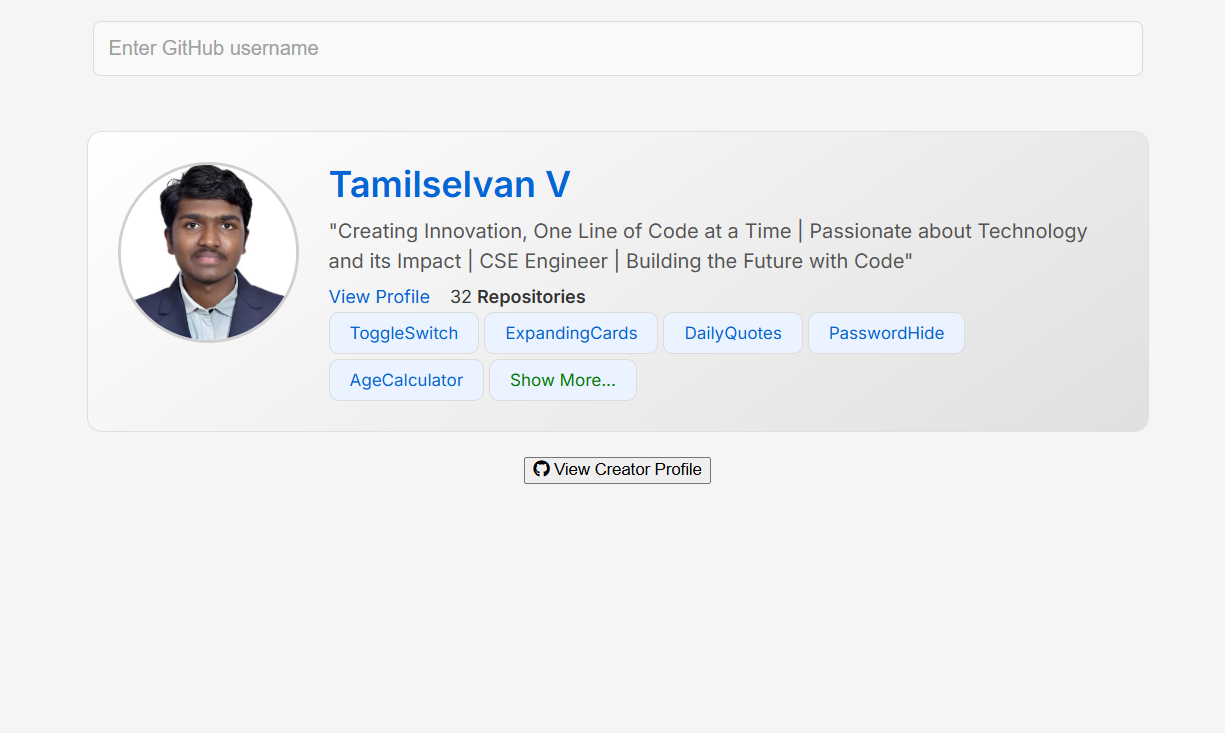 Enter GitHub username
Tamilselvan V
"Creating Innovation, One Line of Code at a Time | Passionate about Technology
and its Impact | CSE Engineer | Building the Future with Code"
View Profile 32 Repositories
ToggleSwitch ExpandingCards DailyQuotes PasswordHide
AgeCalculator Show More...
View Creator Profile